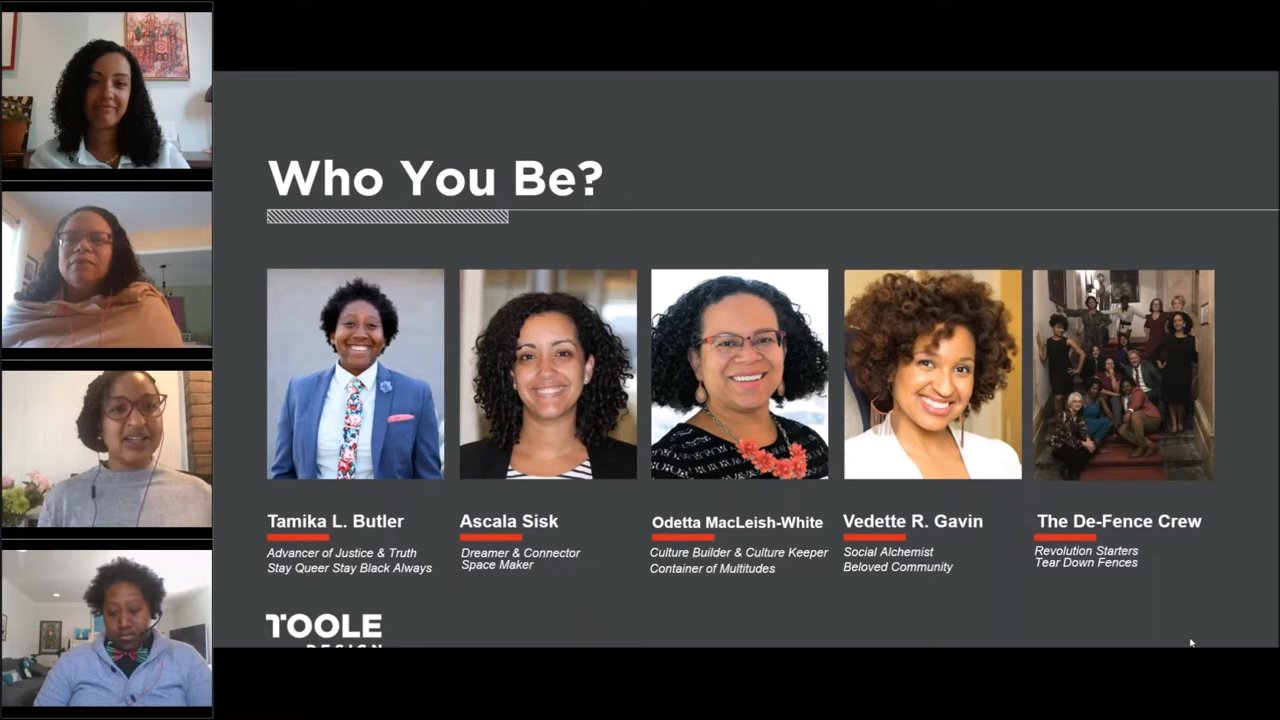 Who You Be?
Tamika L. Butler
Advancer of Justice & Truth
Stay Queer Stay Black Always
Ascala Sisk
Dreamer & Connector
Space Maker
Odetta MacLeish-White
Culture Builder & Culture Keeper
Container of Multitudes
Vedette R. Gavin
Social Alchemist
Beloved Community
The De-Fence Crew
Revolution Starters
Tear Down Fences
TOOLE
DESIGN